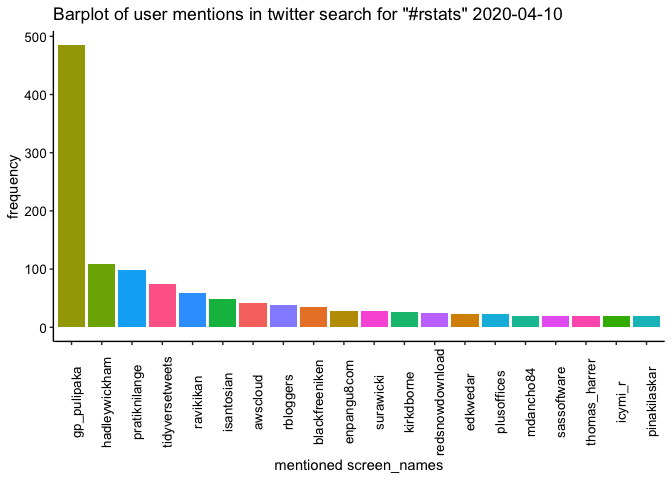 Barplot of user mentions in twitter search for "#rstats" 2020-04-10
500
400
300
200
100
0
frequency
gp_pulipaka
hadleywickham
pratiknilange
tidyversetweets
ravikikan
isantosian
awscloud
rbloggers
blackfreeniken
enpangu8com
surawicki
kirkdborne
redsnowdownload
edkwedar
plusoffices
mdancho84
sassoftware
thomas_harrer
icymi_r
pinakilaskar
mentioned screen_names